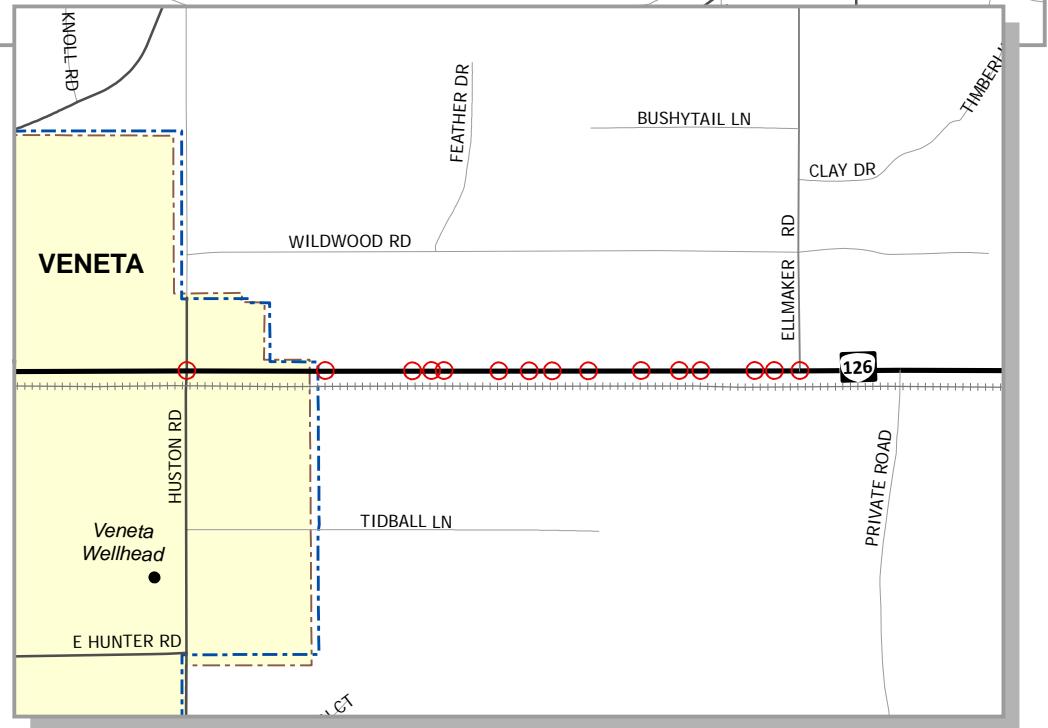 KNOLL RD
FEATHER DR
BUSHYTAIL LN
CLAY DR
WILDWOOD RD
ELLMAKER RD
VENETA
126
HUSTON RD
PRIVATE ROAD
TIDBALL LN
Veneta
Wellhead
E HUNTER RD
CT